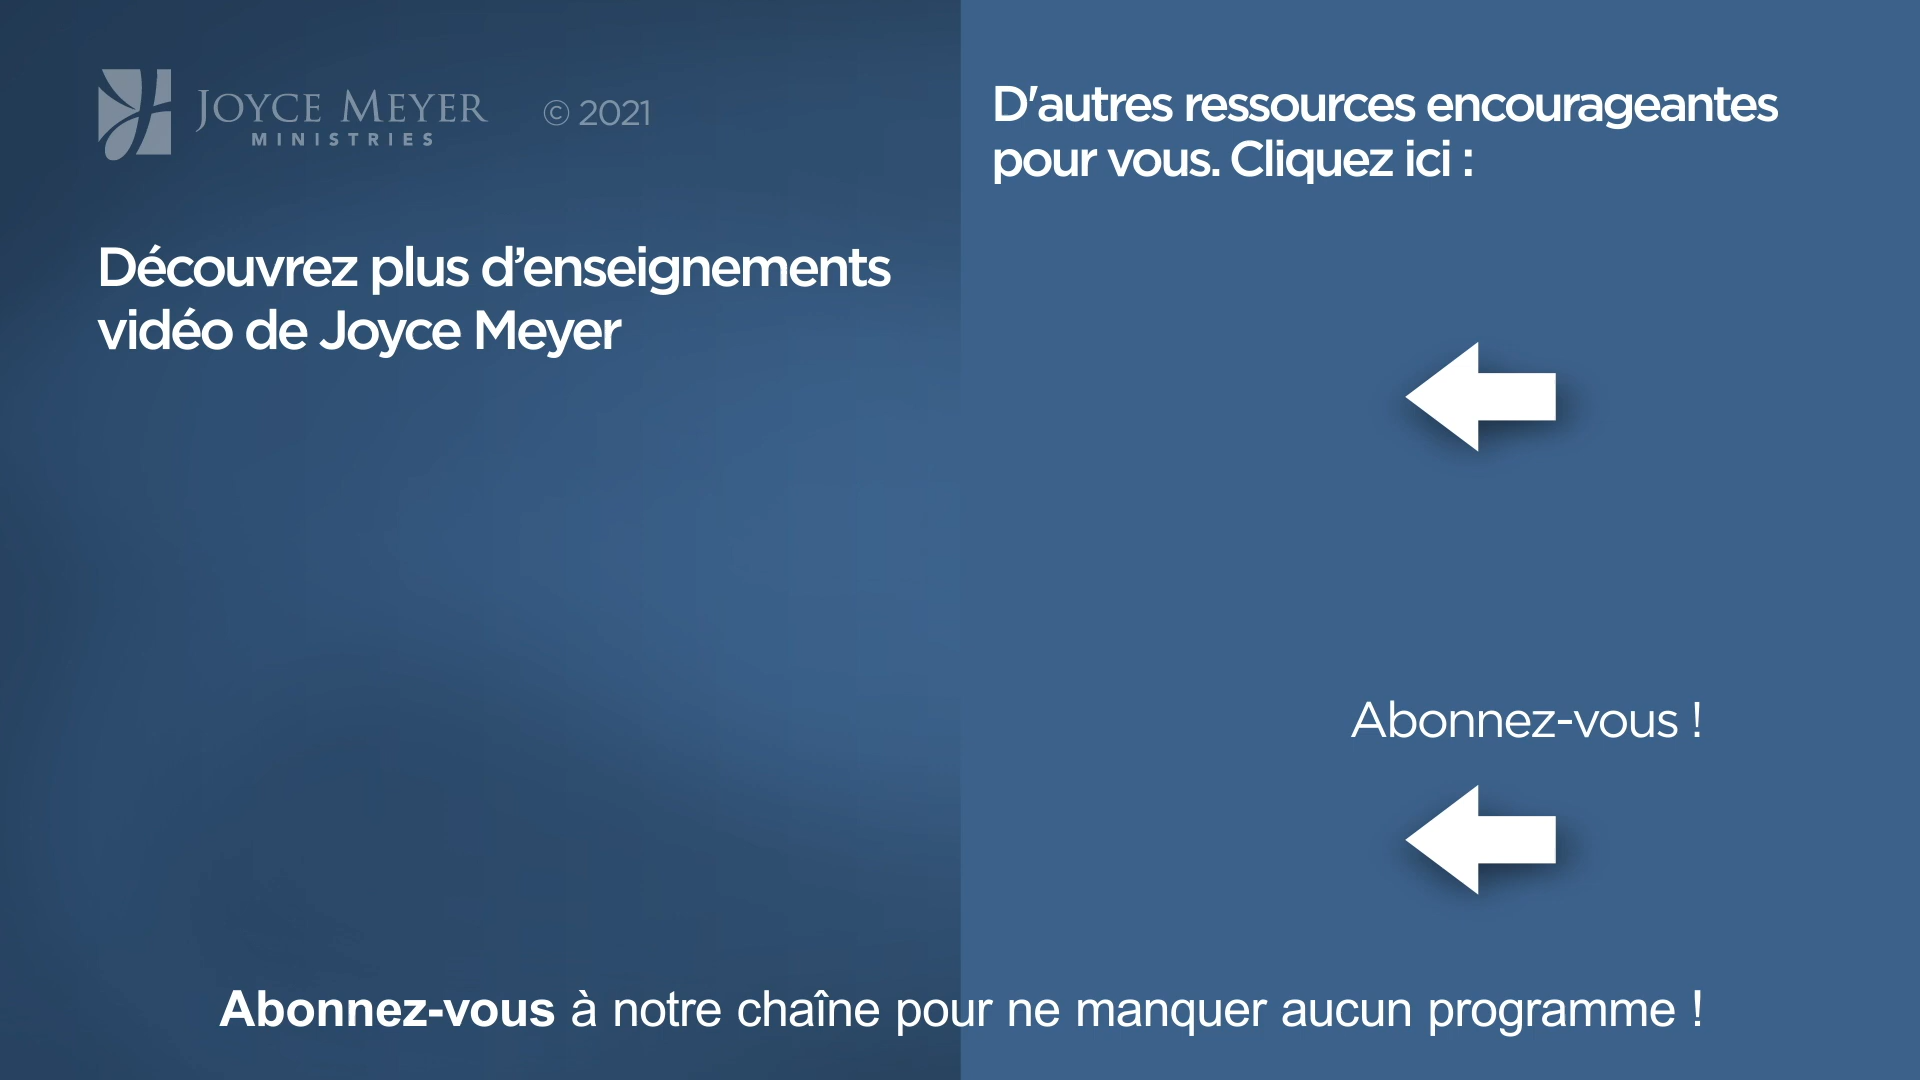 JOYCE MEYER © 2021
MINISTRIES
Découvrez plus d’enseignements
vidéo de Joyce Meyer
D'autres ressources encourageantes
pour vous. Cliquez ici :
Abonnez-vous !
Abonnez-vous à notre chaîne pour ne manquer aucun programme !